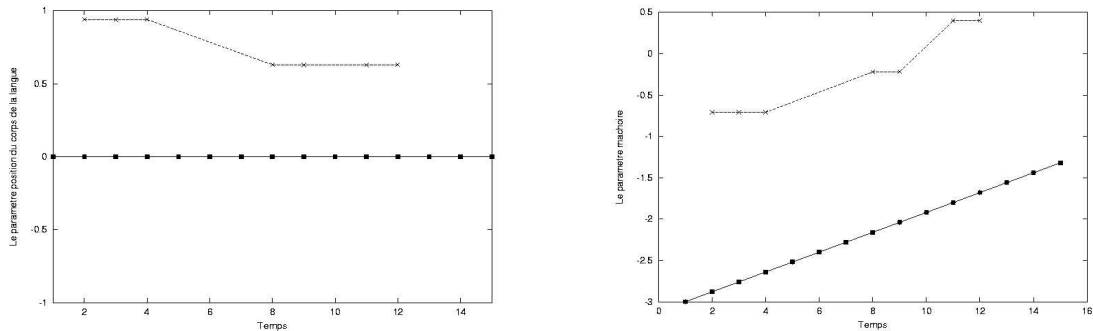 Le parametre position du corps de la langue
1
0.5
0
-0.5
-1
2 4 6 8 10 12 14
Temps
Le parametre machoire
0.5
0
-0.5
-1
-1.5
-2
-2.5
-3
0 2 4 6 8 10 12 14 16
Temps